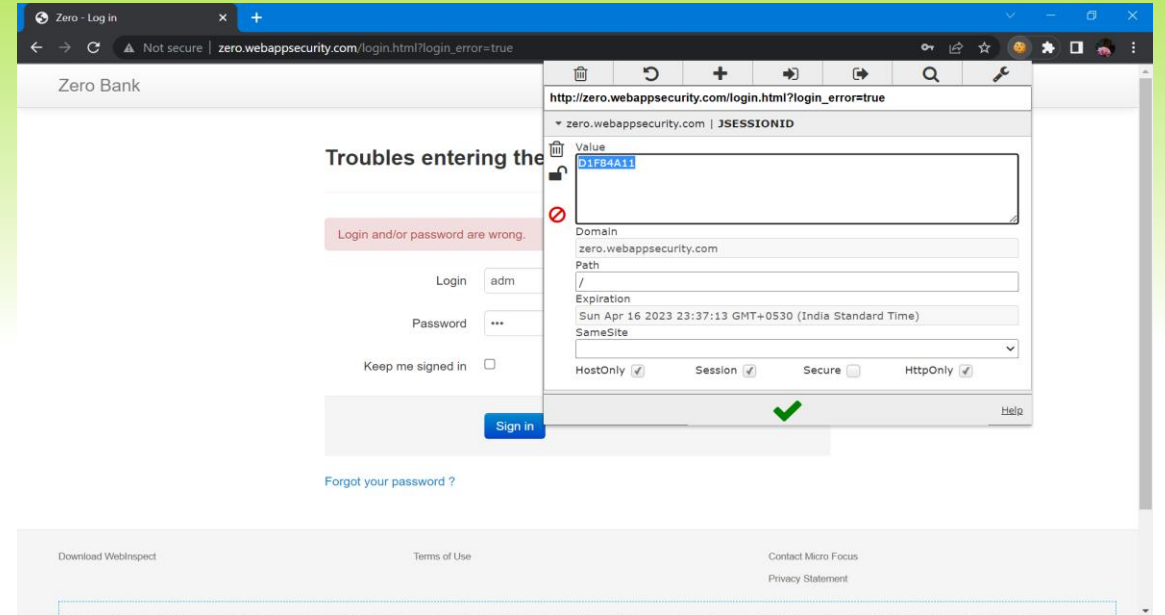 Zero - Log in
Not secure | zero.webappsecurity.com/login.html?login_error=true
Zero Bank
http://zero.webappsecurity.com/login.html?login_error=true
zero.webappsecurity.com | JSESSIONID
Value
D1FB4A11
Domain
zero.webappsecurity.com
Path
/
Expiration
Sun Apr 16 2023 23:37:13 GMT+0530 (India Standard Time)
SameSite
HostOnly Session Secure HttpOnly
Help
Troubles entering the
Login and/or password are wrong.
Login adm
Password •••
Keep me signed in
Sign in
Forgot your password ?
Download WebInspect Terms of Use Contact Micro Focus
Privacy Statement